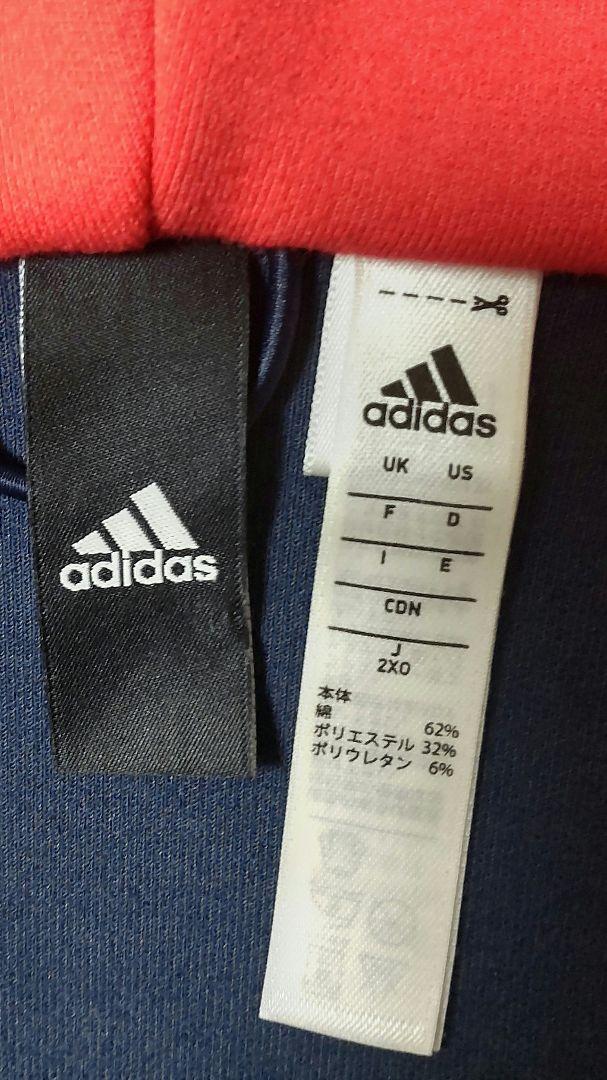 adidas
adidas
UK US
F D
I E
CDN
J
2XO
本体
綿 62%
ポリエステル 32%
ポリウレタン 6%